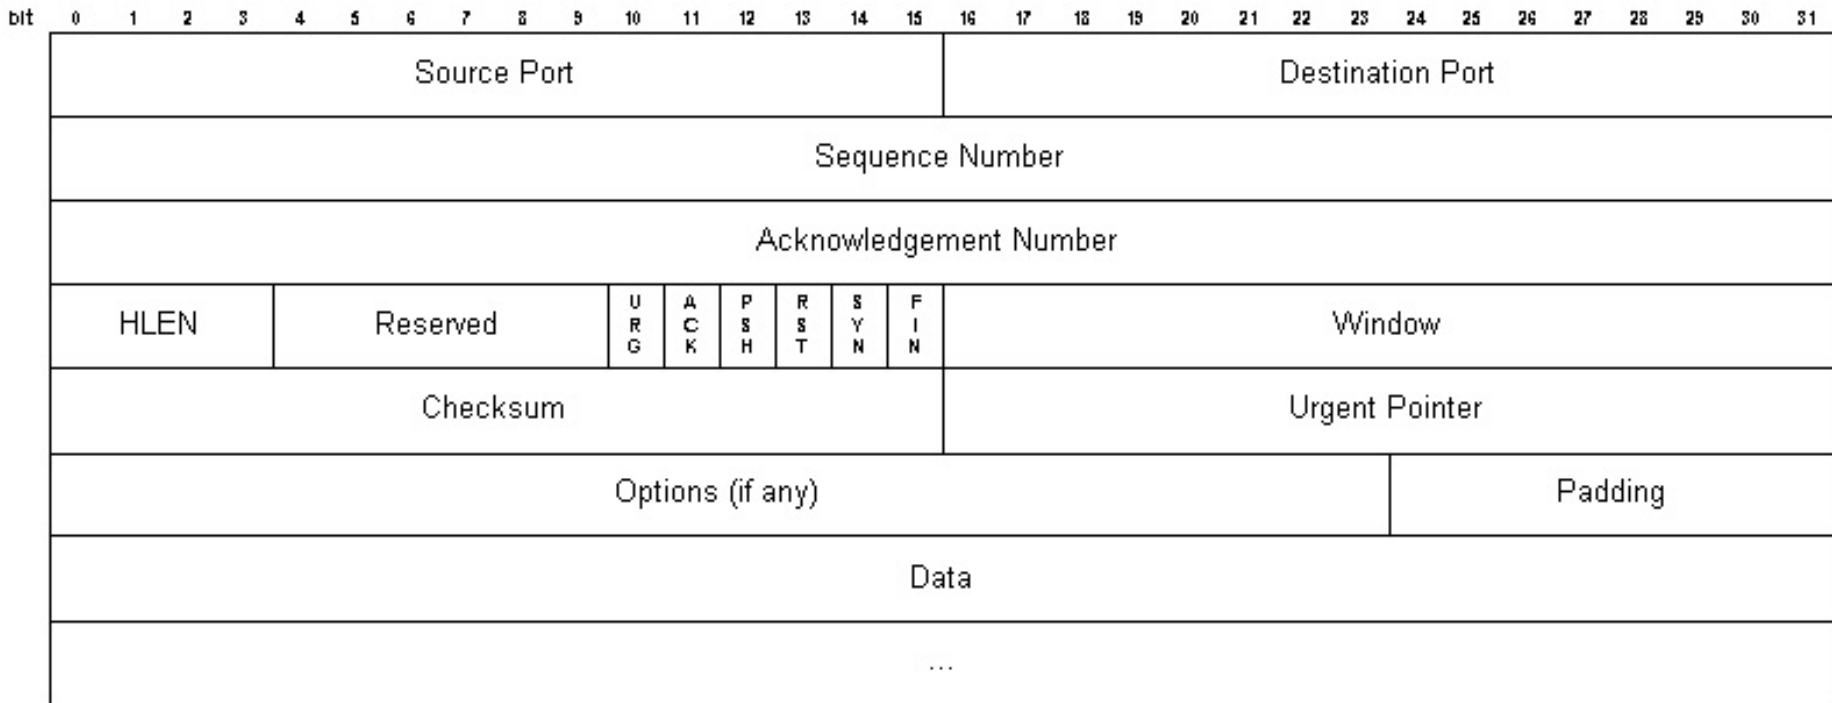 bit 0 1 2 3 4 5 6 7 8 9 10 11 12 13 14 15 16 17 18 19 20 21 22 23 24 25 26 27 28 29 30 31
Source Port Destination Port
Sequence Number
Acknowledgement Number
HLEN Reserved URG ACK PSH RST SYN FIN Window
Checksum Urgent Pointer
Options (if any) Padding
Data
...